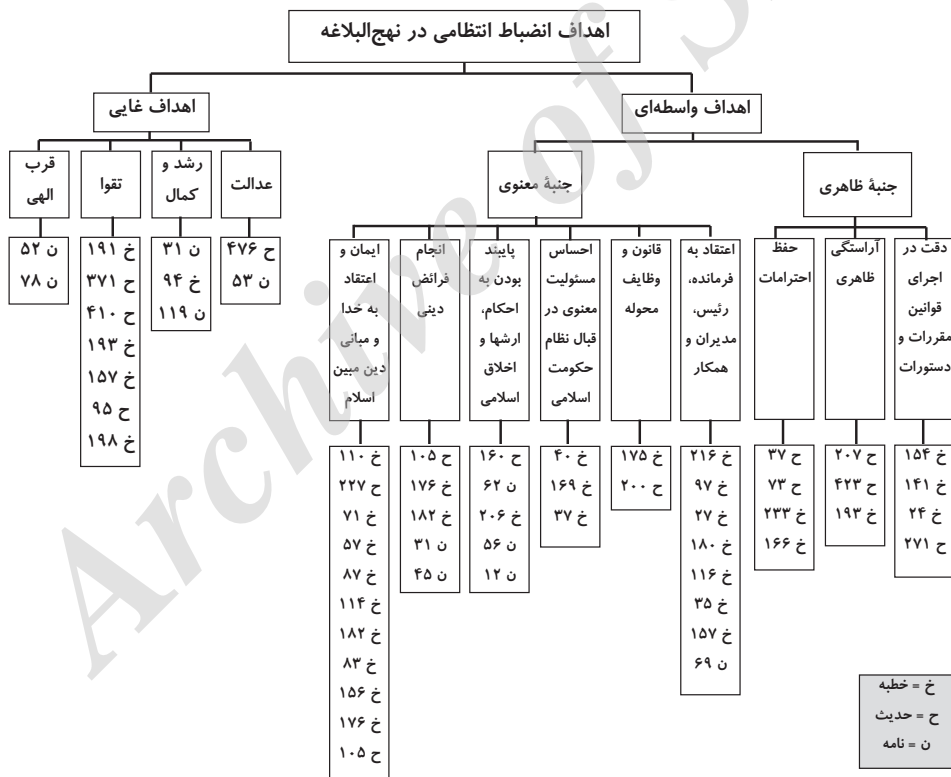 اهداف انضباط انتظامی در نهج‌البلاغه
اهداف واسطه‌ای
اهداف غایی
جنبهٔ ظاهری
جنبهٔ معنوی
دقت در
اجرای
قوانین
مقررات و
دستورات
آراستگی
ظاهری
حفظ
احترامات
اعتقاد به
فرمانده،
رئیس،
مدیران و
همکار
قانون و
وظایف
محوله
احساس
مسئولیت
معنوی در
قبال نظام
حکومت
اسلامی
پایبند
بودن به
احکام،
ارشها و
اخلاق
اسلامی
انجام
فرائض
دینی
ایمان و
اعتقاد
به خدا
و مبانی
دین مبین
اسلام
خ ۱۵۴
خ ۱۴۱
خ ۲۴
ح ۲۷۱
ح ۲۰۷
ح ۴۲۳
خ ۱۹۳
ح ۳۷
ح ۷۳
خ ۲۳۳
خ ۱۶۶
خ ۲۱۶
خ ۹۷
خ ۲۷
خ ۱۸۰
خ ۱۱۶
خ ۳۵
خ ۱۵۷
ن ۶۹
خ ۱۷۵
ح ۲۰۰
خ ۴۰
خ ۱۶۹
خ ۳۷
ح ۱۶۰
ن ۶۲
خ ۲۰۶
ن ۵۶
ن ۱۲
ح ۱۰۵
خ ۱۷۶
خ ۱۸۲
ن ۳۱
ن ۴۵
خ ۱۱۰
ح ۲۲۷
خ ۷۱
خ ۵۷
خ ۸۷
خ ۱۱۴
خ ۱۸۲
خ ۸۳
خ ۱۵۶
خ ۱۷۶
ح ۱۰۵
عدالت
ح ۴۷۶
ن ۵۳
رشد و
کمال
ن ۳۱
خ ۹۴
ن ۱۱۹
تقوا
خ ۱۹۱
ح ۳۷۱
ح ۴۱۰
خ ۱۹۳
خ ۱۵۷
ح ۹۵
خ ۱۹۸
قرب
الهی
ن ۵۲
ن ۷۸
خ = خطبه
ح = حدیث
ن = نامه
Archive of S